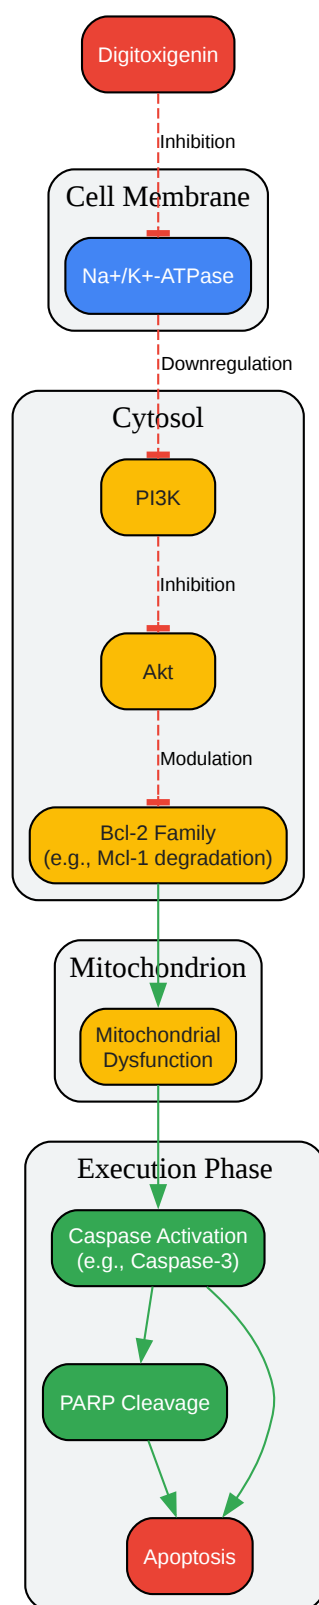 Digitoxigenin
Inhibition
Cell Membrane
Na+/K+-ATPase
Downregulation
Cytosol
PI3K
Inhibition
Akt
Modulation
Bcl-2 Family
(e.g., Mcl-1 degradation)
Mitochondrion
Mitochondrial
Dysfunction
Execution Phase
Caspase Activation
(e.g., Caspase-3)
PARP Cleavage
Apoptosis